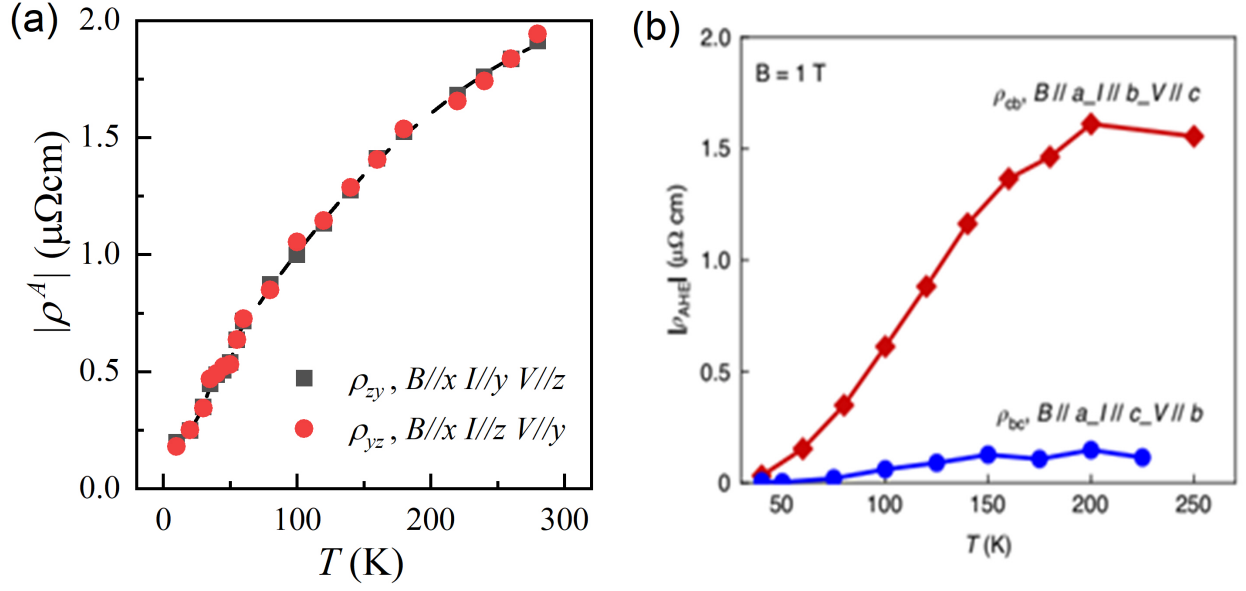 (a)
2.0
1.5
1.0
0.5
0.0
|ρ^A| (μΩcm)
ρ_zy , B//x I//y V//z
ρ_yz , B//x I//z V//y
0 100 200 300
T (K)
(b)
2.0
1.5
1.0
0.5
0
|ρ_AHE| (μΩ cm)
B = 1 T
ρ_cb, B // a_I // b_V // c
ρ_bc, B // a_I // c_V // b
50 100 150 200 250
T (K)